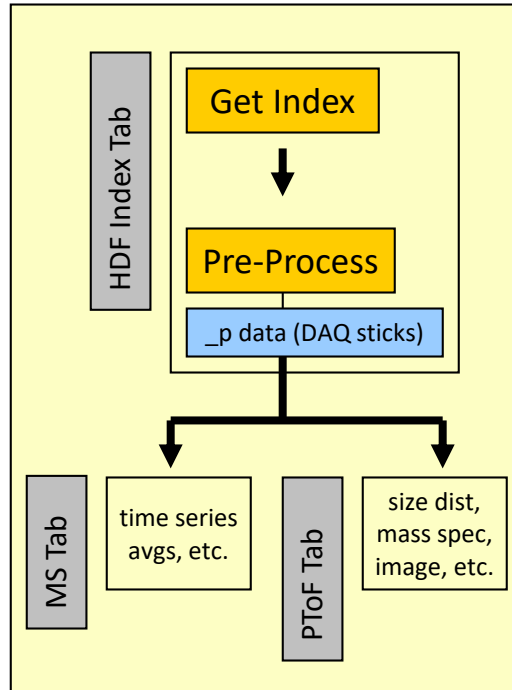 HDF Index Tab
Get Index
Pre-Process
_p data (DAQ sticks)
MS Tab
time series
avgs, etc.
PToF Tab
size dist,
mass spec,
image, etc.